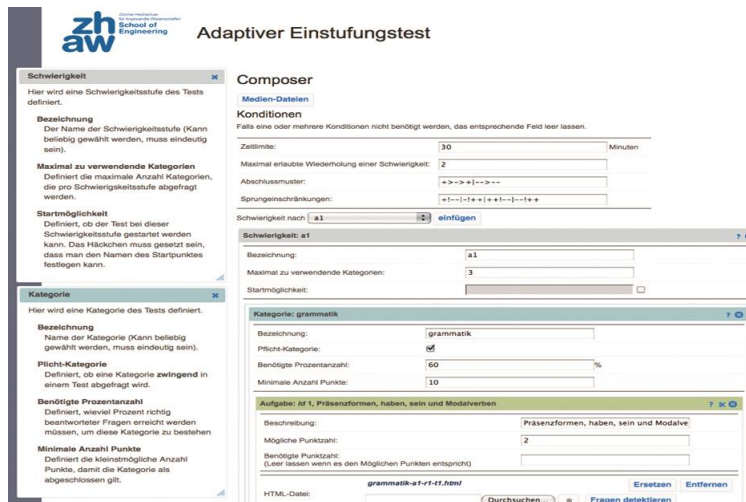 Zürcher Hochschule
für Angewandte Wissenschaften
zhaw
School of
Engineering
Adaptiver Einstufungstest
Schwierigkeit
Hier wird eine Schwierigkeitsstufe des Tests
definiert.
Bezeichnung
Der Name der Schwierigkeitsstufe (Kann
beliebig gewählt werden, muss eindeutig
sein).
Maximal zu verwendende Kategorien
Definiert die maximale Anzahl Kategorien,
die pro Schwierigkeitsstufe abgefragt
werden.
Startmöglichkeit
Definiert, ob der Test bei dieser
Schwierigkeitsstufe gestartet werden
kann. Das Häckchen muss gesetzt sein,
dass man den Namen des Startpunktes
festlegen kann.
Kategorie
Hier wird eine Kategorie des Tests definiert.
Bezeichnung
Name der Kategorie (Kann beliebig
gewählt werden, muss eindeutig sein).
Plicht-Kategorie
Definiert, ob eine Kategorie zwingend in
einem Test abgefragt wird.
Benötigte Prozentanzahl
Definiert, wieviel Prozent richtig
beantworteter Fragen erreicht werden
müssen, um diese Kategorie zu bestehen
Minimale Anzahl Punkte
Definiert die kleinstmögliche Anzahl
Punkte, damit die Kategorie als
abgeschlossen gilt.
Composer
Medien-Dateien
Konditionen
Falls eine oder mehrere Konditionen nicht benötigt werden, das entsprechende Feld leer lassen.
Zeitlimite: 30 Minuten
Maximal erlaubte Wiederholung einer Schwierigkeit: 2
Abschlussmuster: +>->+|-->--
Sprungeinschränkungen: +!--|-!++|++!--|--!++
Schwierigkeit nach a1 einfügen
Schwierigkeit: a1 ?
Bezeichnung: a1
Maximal zu verwendende Kategorien: 3
Startmöglichkeit:
Kategorie: grammatik ?
Bezeichnung: grammatik
Pflicht-Kategorie:
Benötigte Prozentanzahl: 60 %
Minimale Anzahl Punkte: 10
Aufgabe: Id 1, Präsenzformen, haben, sein und Modalverben ?
Beschreibung: Präsenzformen, haben, sein und Modalve
Mögliche Punktzahl: 2
Benötigte Punktzahl:
(Leer lassen wenn es den Möglichen Punkten entspricht)
grammatik-a1-r1-t1.html Ersetzen Entfernen
HTML-Datei: Durchsuchen... Fragen detektieren